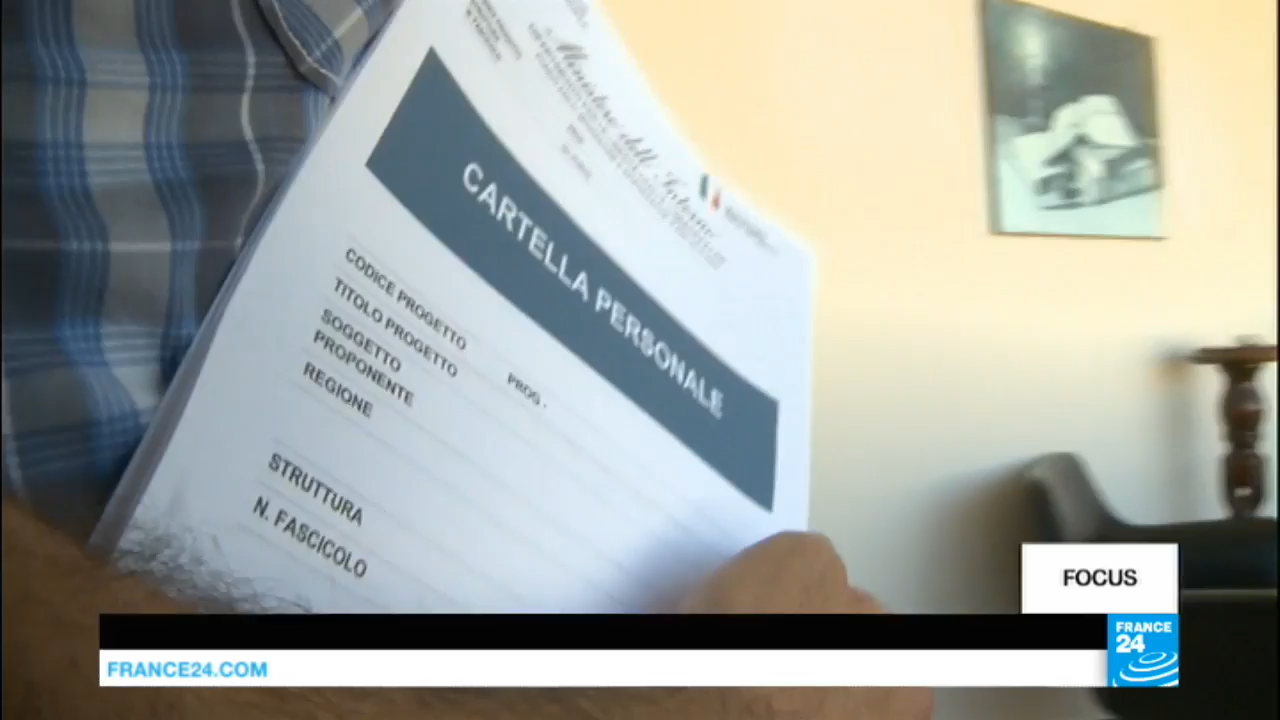 Ministero dell'Interno
CARTELLA PERSONALE
CODICE PROGETTO
TITOLO PROGETTO
PROG -
SOGGETTO
PROPONENTE
REGIONE
STRUTTURA
N. FASCICOLO
FOCUS
FRANCE
24
FRANCE24.COM